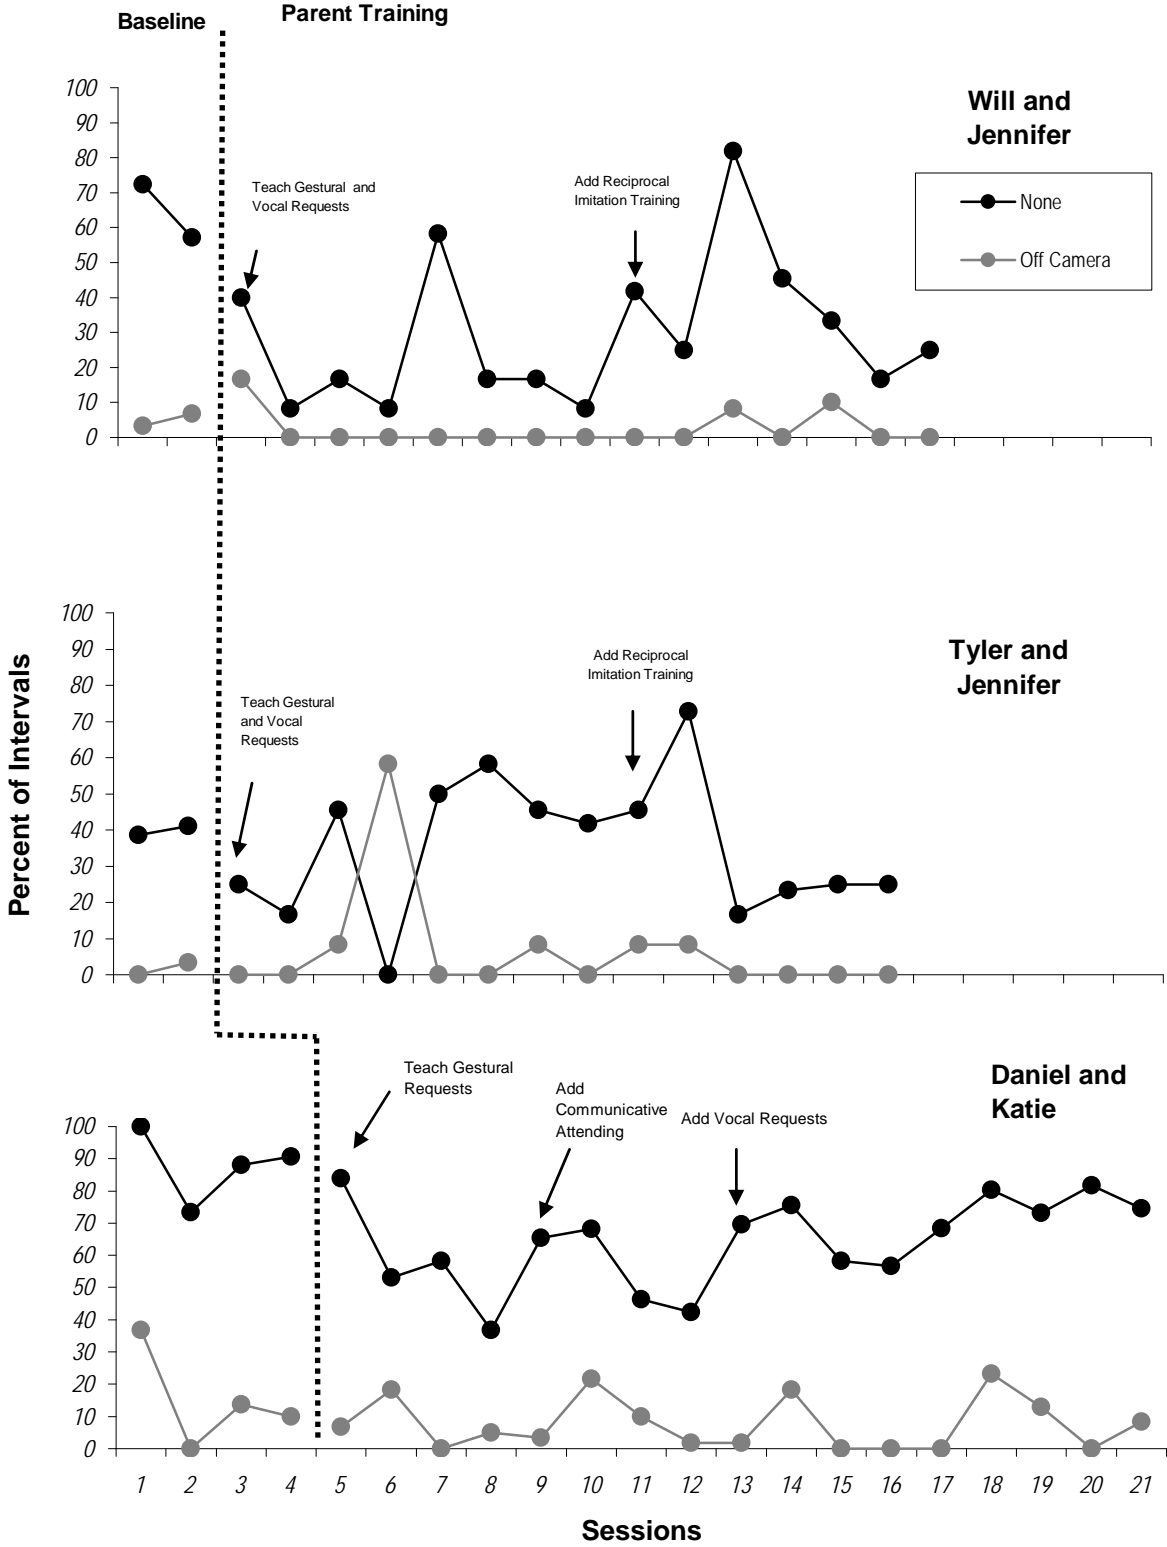 Baseline
Parent Training
100
90
80
70
60
50
40
30
20
10
0
Teach Gestural and
Vocal Requests
Add Reciprocal
Imitation Training
Will and
Jennifer
None
Off Camera
Percent of Intervals
100
90
80
70
60
50
40
30
20
10
0
Teach Gestural
and Vocal
Requests
Add Reciprocal
Imitation Training
Tyler and
Jennifer
100
90
80
70
60
50
40
30
20
10
0
Teach Gestural
Requests
Add
Communicative
Attending
Add Vocal Requests
Daniel and
Katie
1 2 3 4 5 6 7 8 9 10 11 12 13 14 15 16 17 18 19 20 21
Sessions